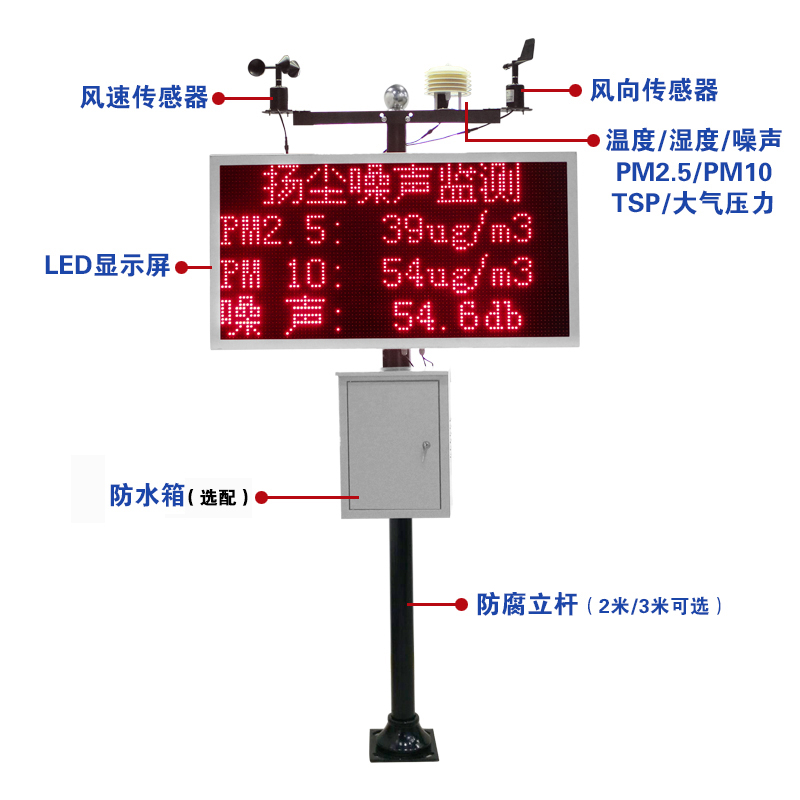 风速传感器
风向传感器
温度/湿度/噪声
PM2.5/PM10
TSP/大气压力
扬尘噪声监测
PM2.5: 39ug/m3
LED显示屏
PM 10: 54ug/m3
噪 声: 54.6db
防水箱(选配)
防腐立杆(2米/3米可选)